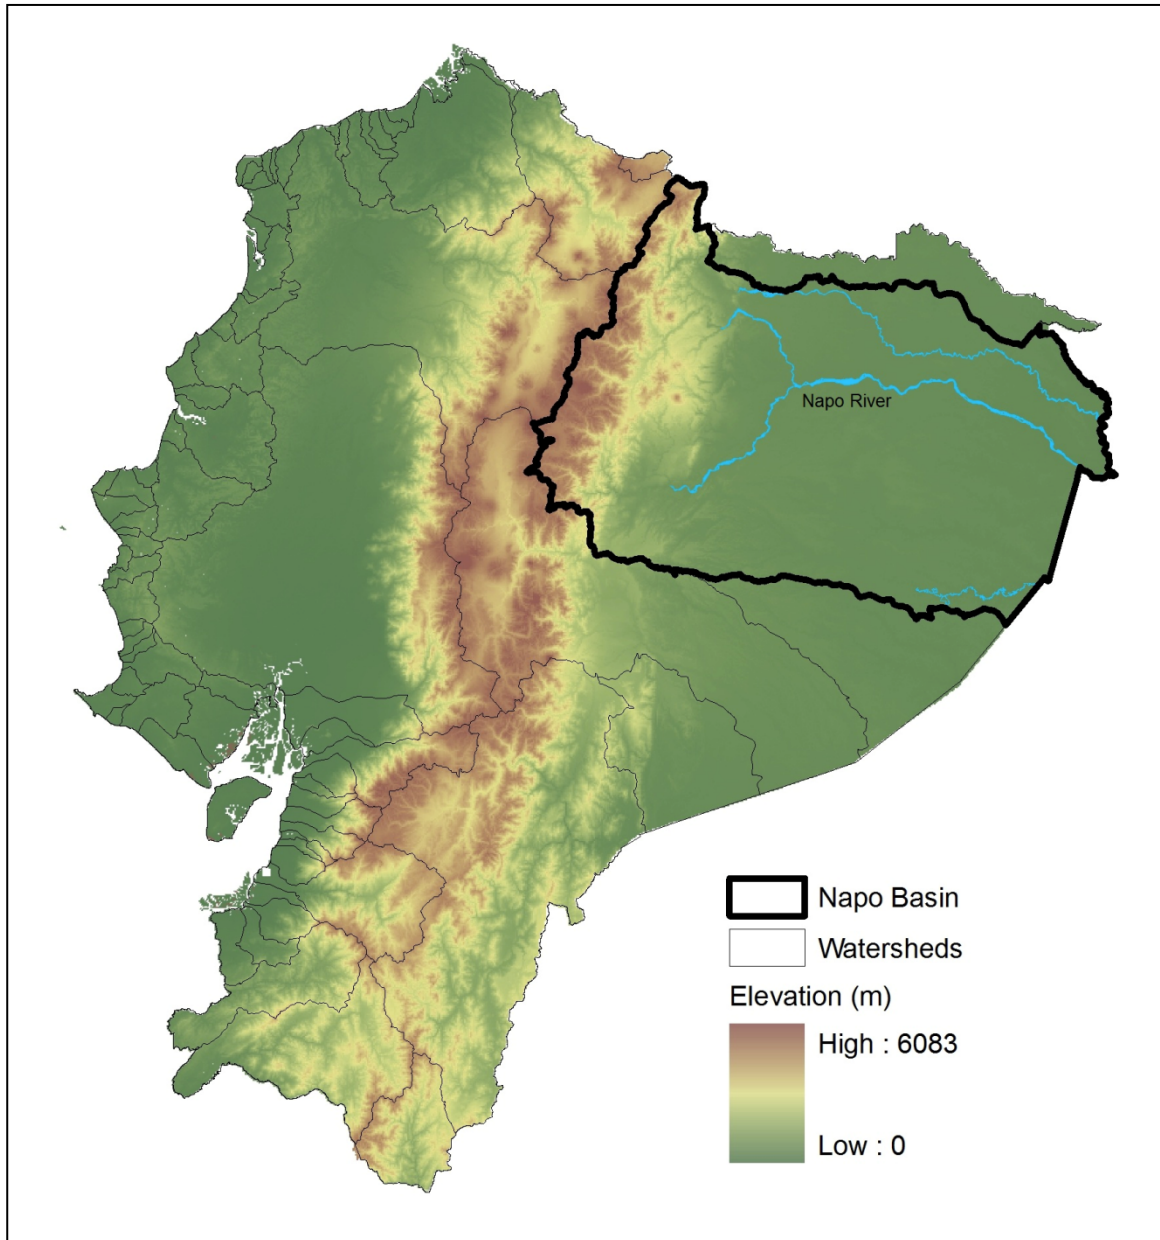 Napo River
Napo Basin
Watersheds
Elevation (m)
High : 6083
Low : 0